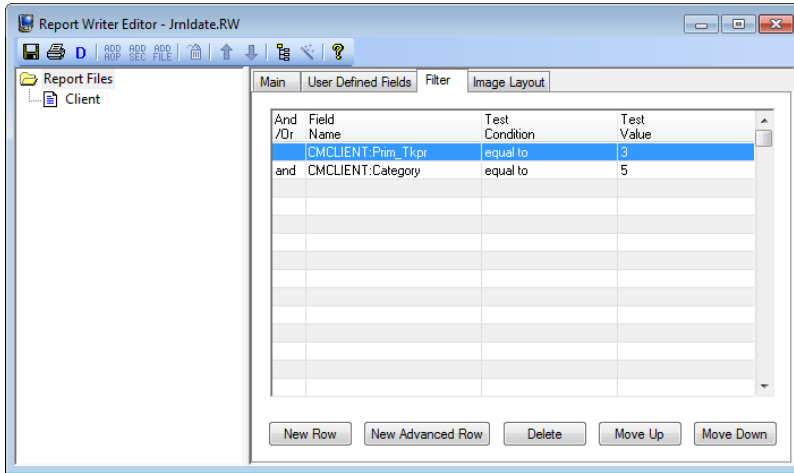 Report Writer Editor - Jrnldate.RW
D ADD AOP ADD SEC ADD FILE ?
Report Files
Client
Main User Defined Fields Filter Image Layout
And /Or Field Name Test Condition Test Value
CMCLIENT:Prim_Tkpr equal to 3
and CMCLIENT:Category equal to 5
New Row New Advanced Row Delete Move Up Move Down